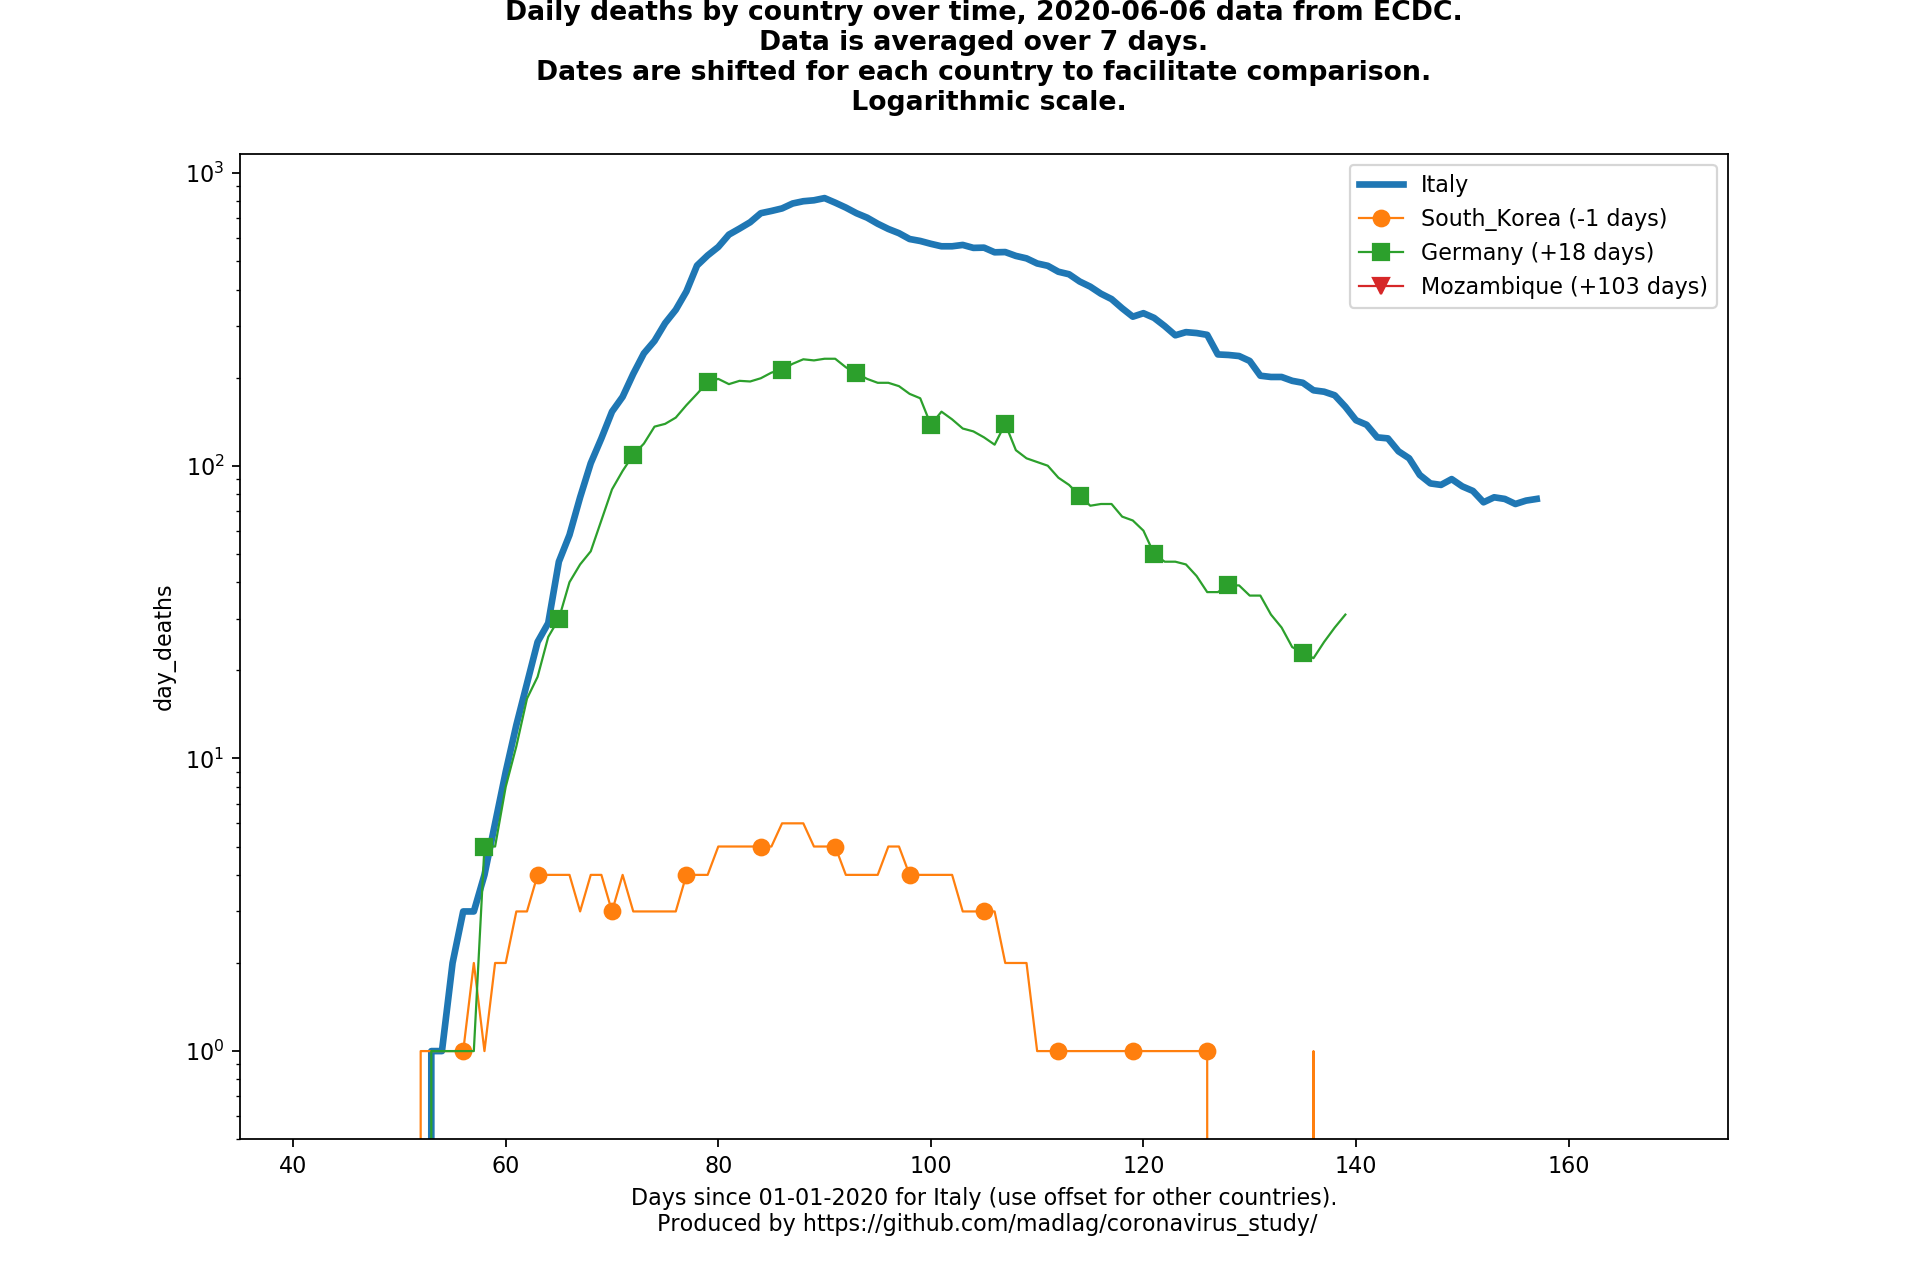 Daily deaths by country over time, 2020-06-06 data from ECDC.
Data is averaged over 7 days.
Dates are shifted for each country to facilitate comparison.
Logarithmic scale.
10³
10²
10¹
10⁰
day_deaths
Italy
South_Korea (-1 days)
Germany (+18 days)
Mozambique (+103 days)
40 60 80 100 120 140 160
Days since 01-01-2020 for Italy (use offset for other countries).
Produced by https://github.com/madlag/coronavirus_study/